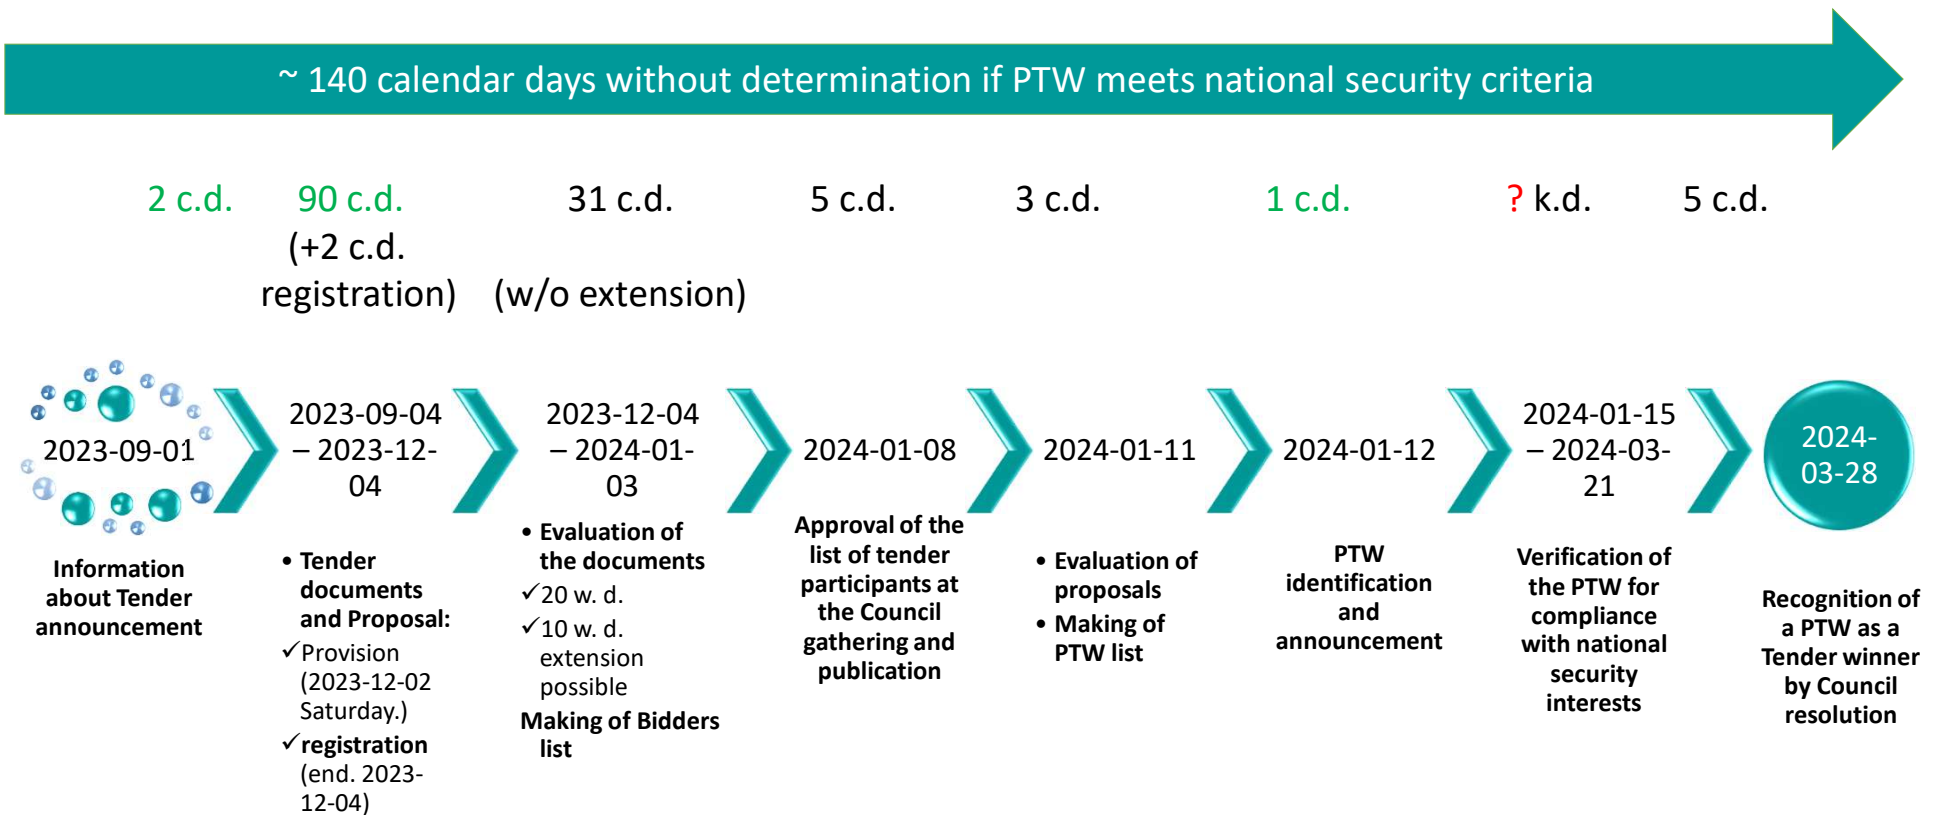 ~ 140 calendar days without determination if PTW meets national security criteria
2 c.d.
90 c.d.
(+2 c.d.
registration)
31 c.d.
(w/o extension)
5 c.d.
3 c.d.
1 c.d.
? k.d.
5 c.d.
2023-09-01
Information
about Tender
announcement
2023-09-04
– 2023-12-
04
• Tender
documents
and Proposal:
✓Provision
(2023-12-02
Saturday.)
✓registration
(end. 2023-
12-04)
2023-12-04
– 2024-01-
03
• Evaluation of
the documents
✓20 w. d.
✓10 w. d.
extension
possible
Making of Bidders
list
2024-01-08
Approval of the
list of tender
participants at
the Council
gathering and
publication
2024-01-11
• Evaluation of
proposals
• Making of
PTW list
2024-01-12
PTW
identification
and
announcement
2024-01-15
– 2024-03-
21
Verification of
the PTW for
compliance
with national
security
interests
2024-
03-28
Recognition of
a PTW as a
Tender winner
by Council
resolution